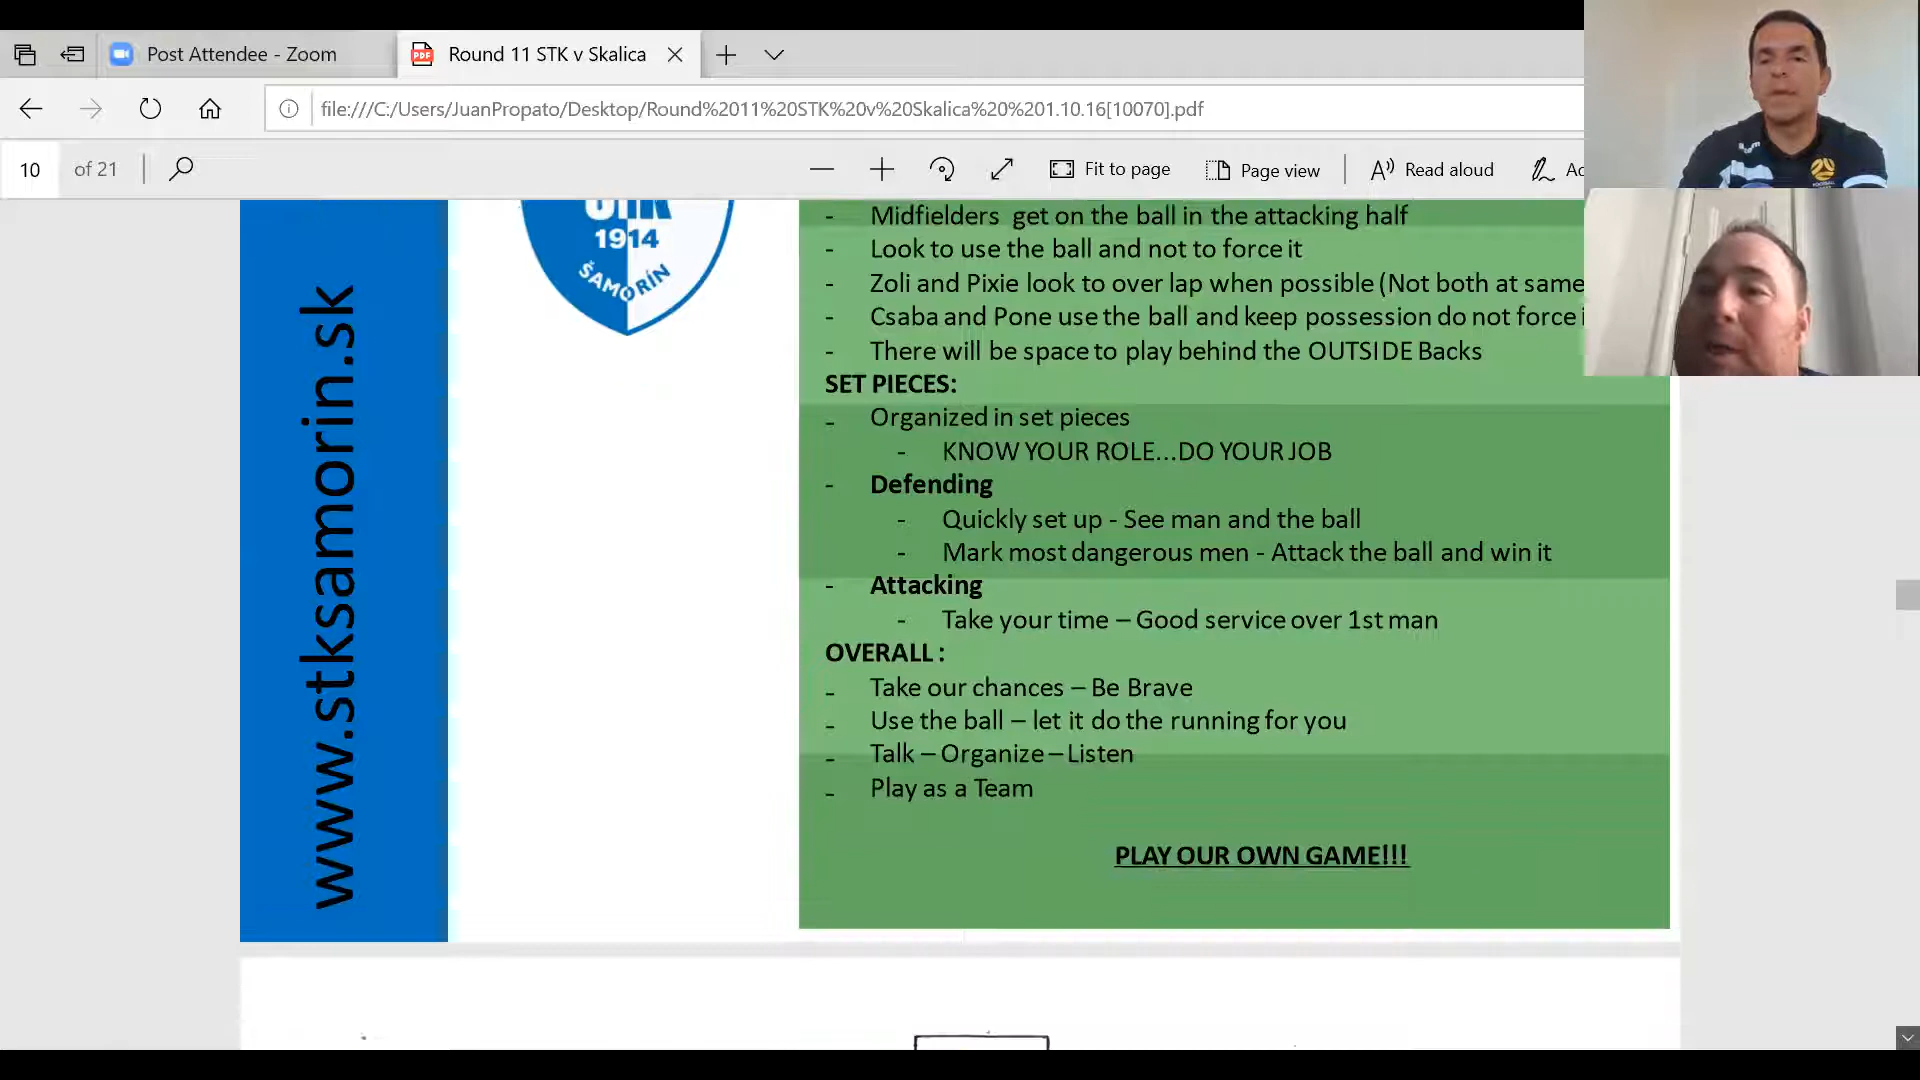 Post Attendee - Zoom
Round 11 STK v Skalica
file:///C:/Users/JuanPropato/Desktop/Round%2011%20STK%20v%20Skalica%20%201.10.16[10070].pdf
10 of 21
Fit to page
Page view
Read aloud
www.stksamorin.sk
1914
ŠAMORÍN
- Midfielders get on the ball in the attacking half
- Look to use the ball and not to force it
- Zoli and Pixie look to over lap when possible (Not both at same
- Csaba and Pone use the ball and keep possession do not force
- There will be space to play behind the OUTSIDE Backs
SET PIECES:
- Organized in set pieces
- KNOW YOUR ROLE...DO YOUR JOB
- Defending
- Quickly set up - See man and the ball
- Mark most dangerous men - Attack the ball and win it
- Attacking
- Take your time – Good service over 1st man
OVERALL :
- Take our chances – Be Brave
- Use the ball – let it do the running for you
- Talk – Organize – Listen
- Play as a Team
PLAY OUR OWN GAME!!!